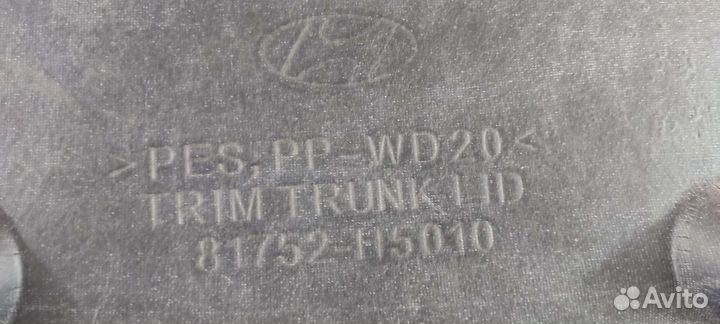 >PES,PP-WD20<
TRIM TRUNK LID
81752-H5010
Avito